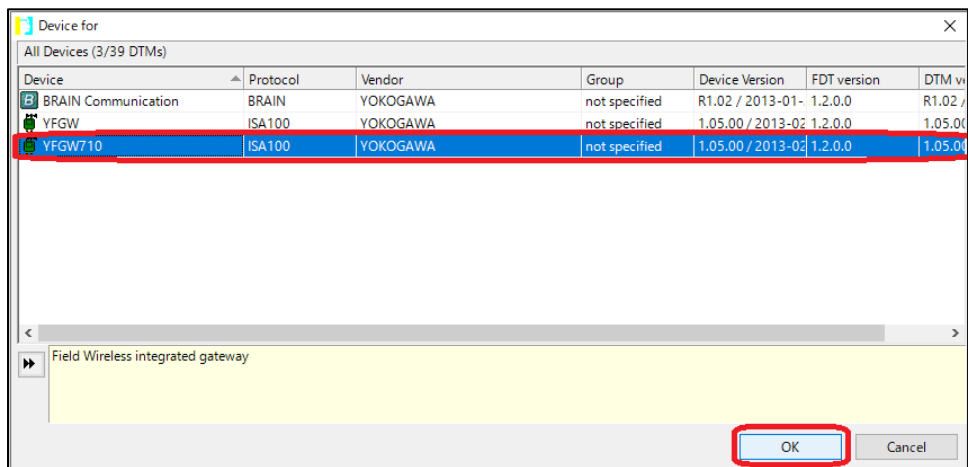 Device for
All Devices (3/39 DTMs)
Device Protocol Vendor Group Device Version FDT version DTM ve
BRAIN Communication BRAIN YOKOGAWA not specified R1.02 / 2013-01- 1.2.0.0 R1.02 /
YFGW ISA100 YOKOGAWA not specified 1.05.00 / 2013-02 1.2.0.0 1.05.00
YFGW710 ISA100 YOKOGAWA not specified 1.05.00 / 2013-02 1.2.0.0 1.05.00
Field Wireless integrated gateway
OK Cancel